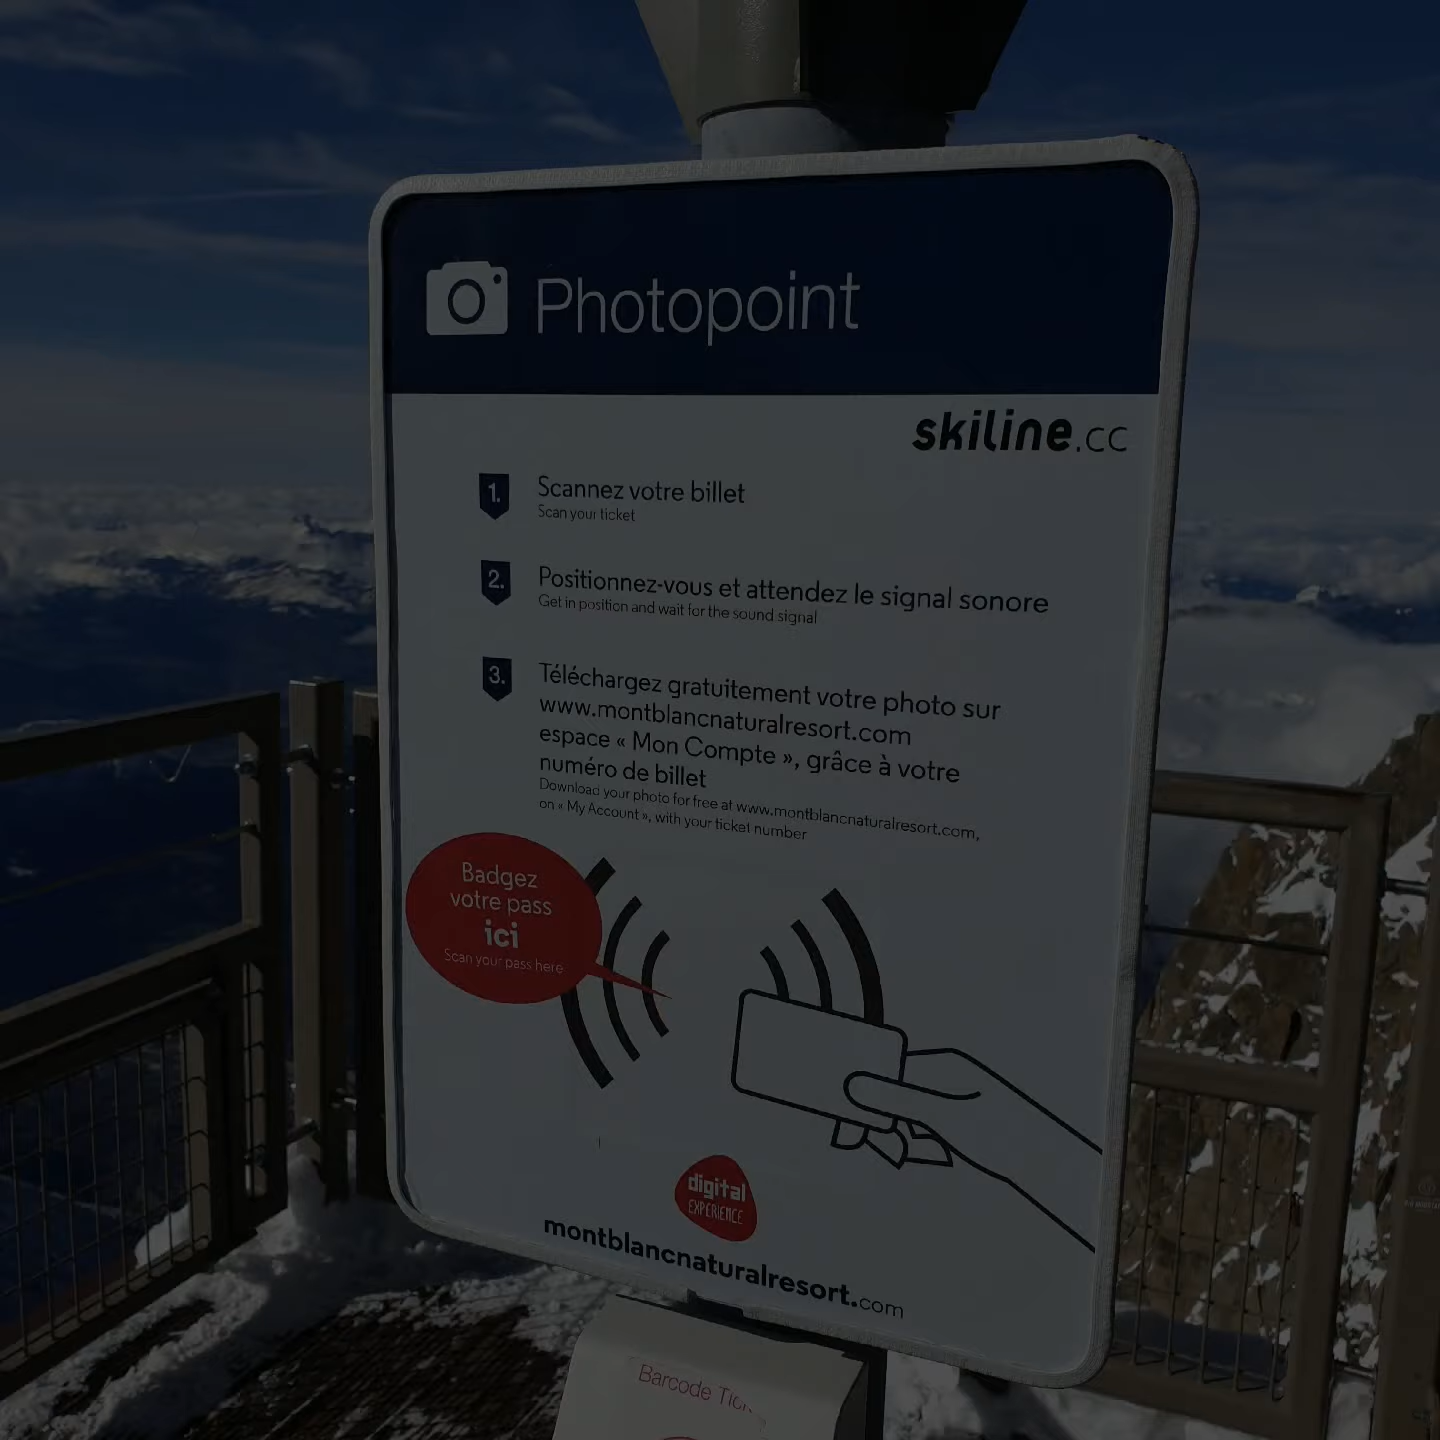 Photopoint
skiline.cc
1. Scannez votre billet
Scan your ticket
2. Positionnez-vous et attendez le signal sonore
Get in position and wait for the sound signal
3. Téléchargez gratuitement votre photo sur
www.montblancnaturalresort.com
espace « Mon Compte », grâce à votre
numéro de billet
Download your photo for free at www.montblancnaturalresort.com,
on « My Account », with your ticket number
Badgez
votre pass
ici
Scan your pass here
digital
EXPERIENCE
montblancnaturalresort.com
Barcode